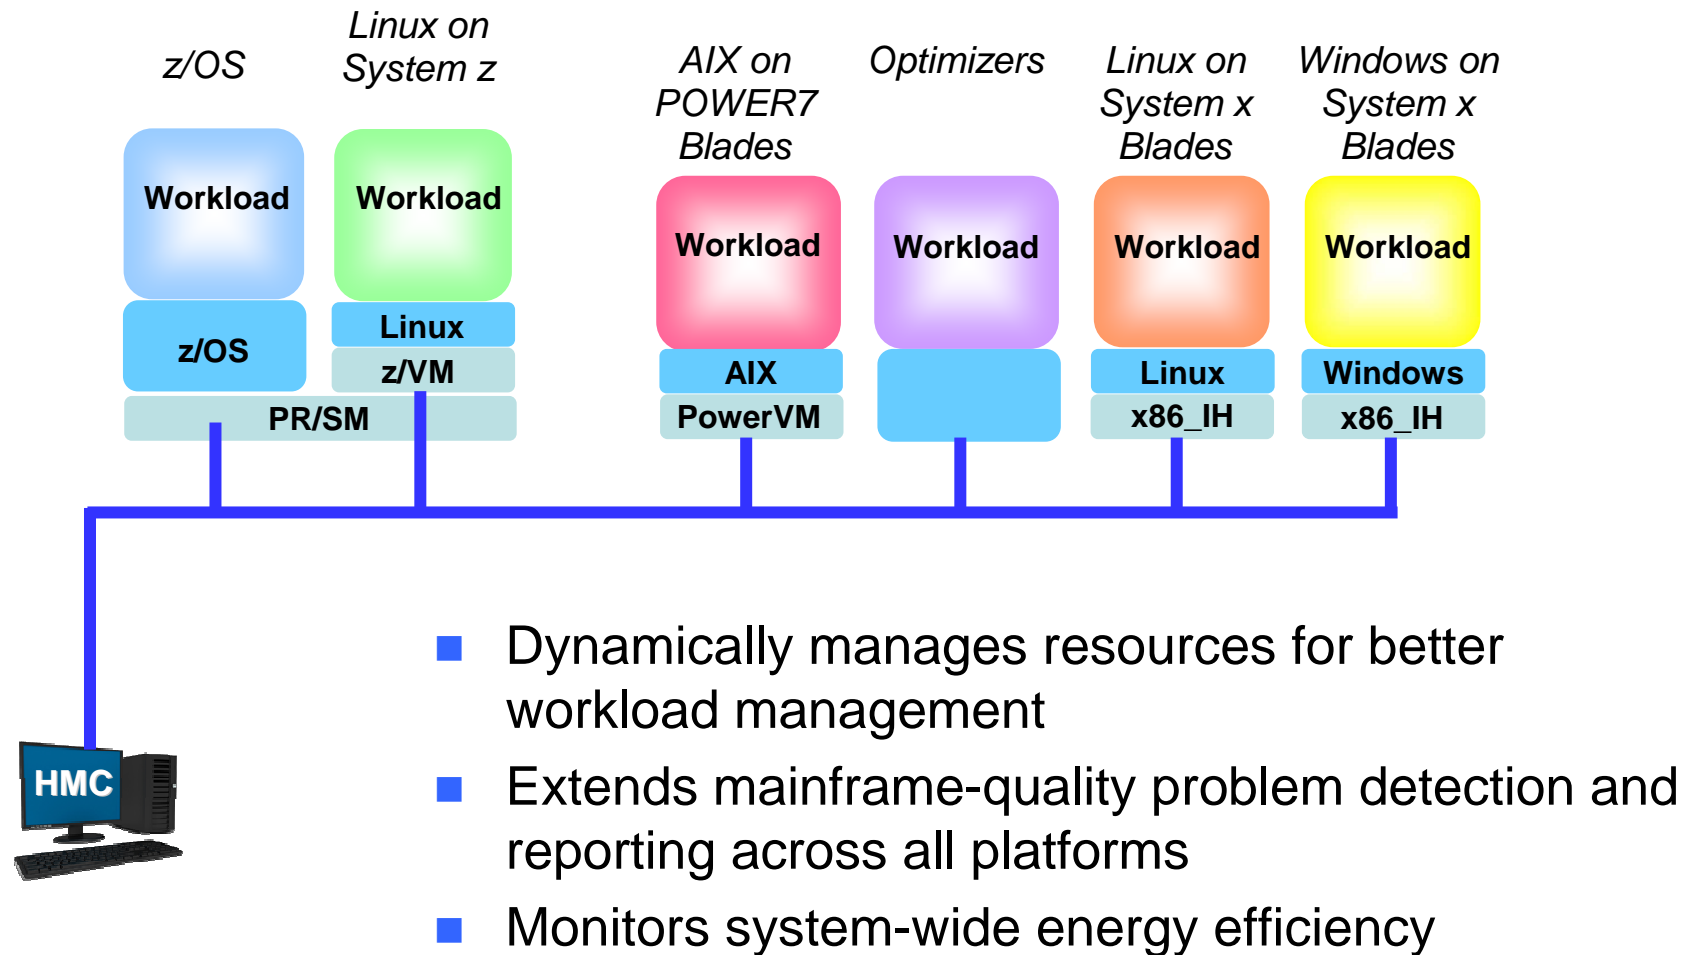 z/OS
Linux on
System z
AIX on
POWER7
Blades
Optimizers
Linux on
System x
Blades
Windows on
System x
Blades
Workload
Workload
Workload
Workload
Workload
Workload
z/OS
Linux
z/VM
PR/SM
AIX
PowerVM
Linux
x86_IH
Windows
x86_IH
HMC
Dynamically manages resources for better
workload management
Extends mainframe-quality problem detection and
reporting across all platforms
Monitors system-wide energy efficiency